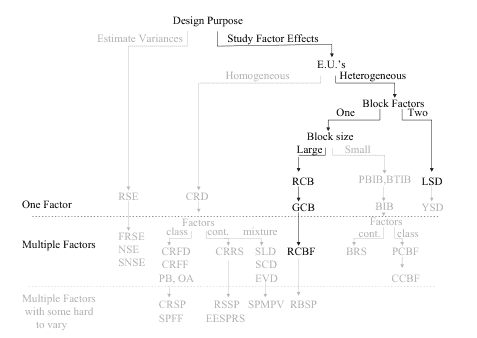 Design Purpose
Estimate Variances Study Factor Effects
E.U.'s
Homogeneous Heterogeneous
Block Factors
One Two
Block size
Large Small
RCB PBIB,BTIB LSD
RSE CRD
One Factor GCB BIB YSD
Factors Factors
class cont. mixture cont. class
FRSE
Multiple Factors NSE CRFD CRRS SLD RCBF BRS PCBF
SNSE CRFF SCD
PB, OA EVD CCBF
Multiple Factors CRSP RSSP SPMPV RBSP
with some hard SPFF EESPRS
to vary